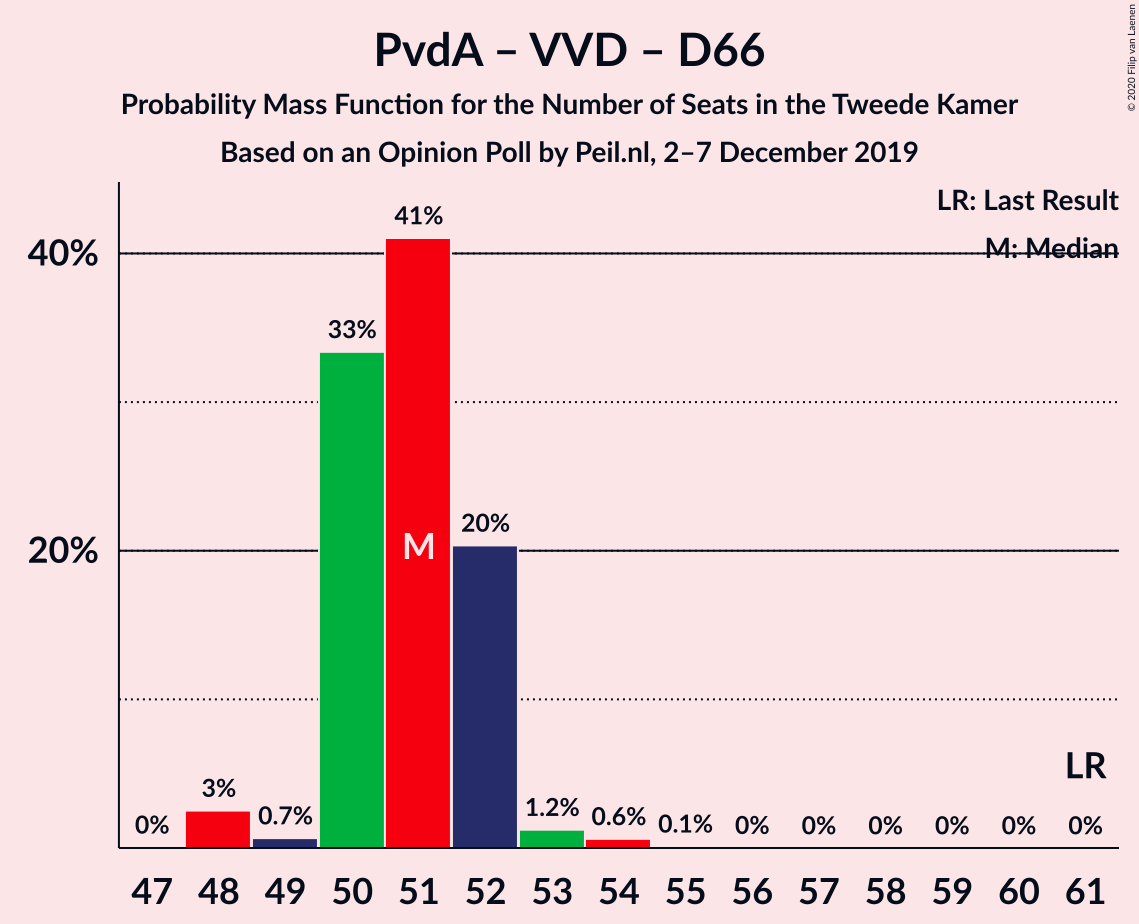 PvdA – VVD – D66
Probability Mass Function for the Number of Seats in the Tweede Kamer
Based on an Opinion Poll by Peil.nl, 2–7 December 2019
© 2020 Filip van Laenen
LR: Last Result
M: Median
40%
20%
0%
3%
0.7%
33%
41%
M
20%
1.2%
0.6%
0.1%
0%
0%
0%
0%
0%
0%
LR
47 48 49 50 51 52 53 54 55 56 57 58 59 60 61